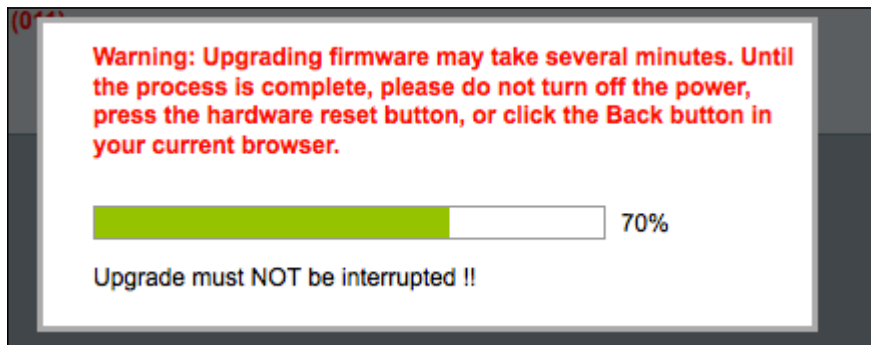 (011)
Warning: Upgrading firmware may take several minutes. Until
the process is complete, please do not turn off the power,
press the hardware reset button, or click the Back button in
your current browser.
70%
Upgrade must NOT be interrupted !!